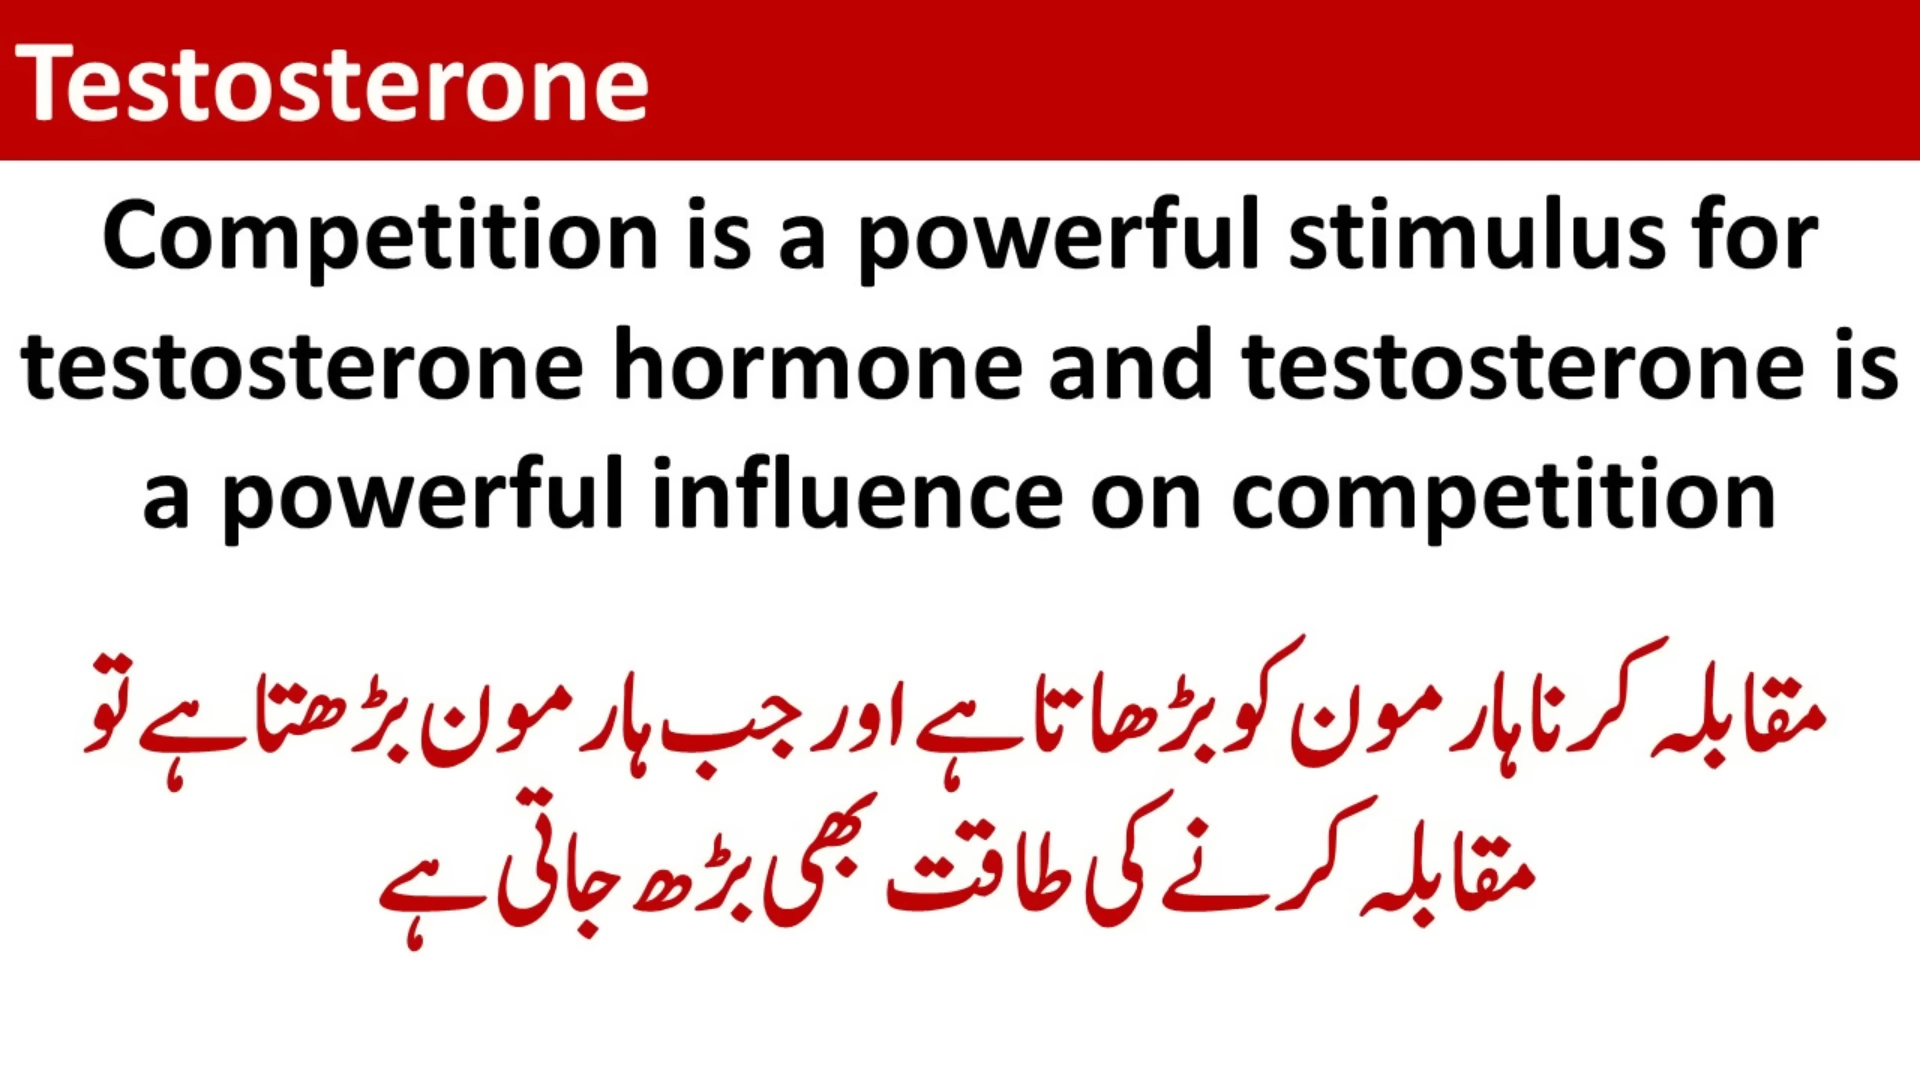 Testosterone
Competition is a powerful stimulus for
testosterone hormone and testosterone is
a powerful influence on competition
مقابلہ کرنا ہارمون کو بڑھاتا ہے اور جب ہارمون بڑھتا ہے تو
مقابلہ کرنے کی طاقت بھی بڑھ جاتی ہے